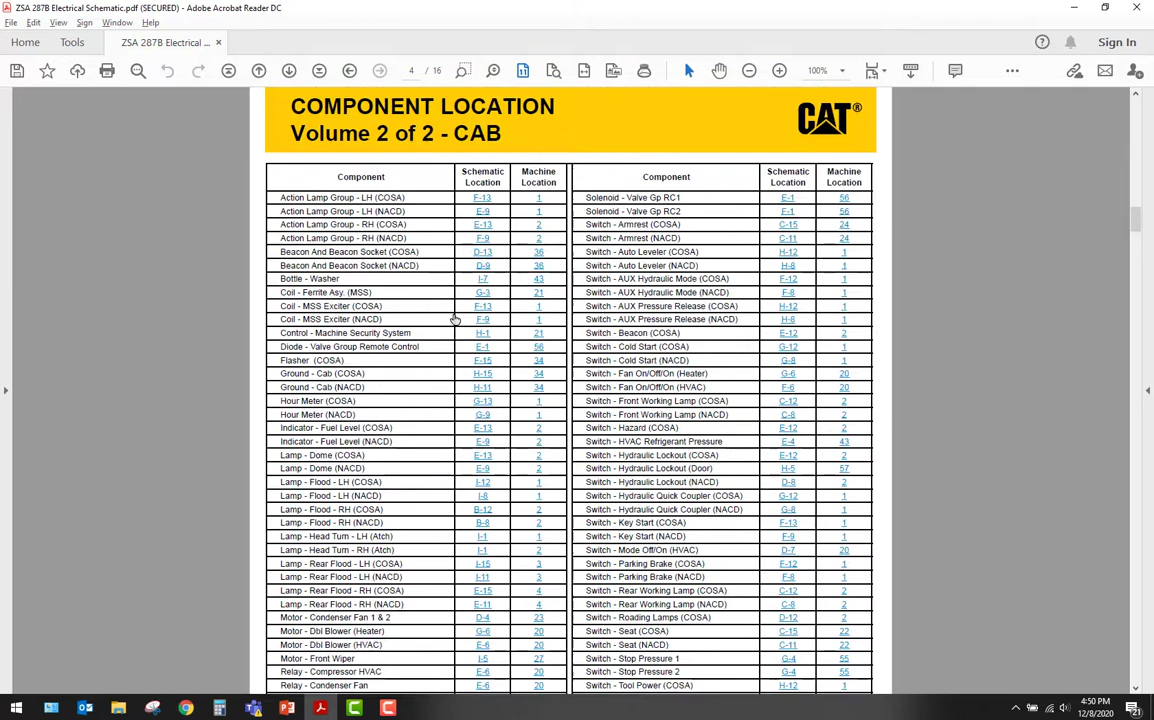 ZSA 287B Electrical Schematic.pdf (SECURED) - Adobe Acrobat Reader DC
File Edit View Sign Window Help
Home Tools ZSA 287B Electrical ... × Sign In
4 / 16 100%
COMPONENT LOCATION
Volume 2 of 2 - CAB
CAT®
Component Schematic Location Machine Location
Action Lamp Group - LH (COSA) F-13 1
Action Lamp Group - LH (NACD) E-9 1
Action Lamp Group - RH (COSA) E-13 2
Action Lamp Group - RH (NACD) F-9 2
Beacon And Beacon Socket (COSA) D-13 36
Beacon And Beacon Socket (NACD) D-9 36
Bottle - Washer I-7 43
Coil - Ferrite Asy. (MSS) G-3 21
Coil - MSS Exciter (COSA) F-13 1
Coil - MSS Exciter (NACD) F-9 1
Control - Machine Security System H-1 21
Diode - Valve Group Remote Control E-1 56
Flasher (COSA) F-15 34
Ground - Cab (COSA) H-15 34
Ground - Cab (NACD) H-11 34
Hour Meter (COSA) G-13 1
Hour Meter (NACD) G-9 1
Indicator - Fuel Level (COSA) E-13 2
Indicator - Fuel Level (NACD) E-9 2
Lamp - Dome (COSA) E-13 2
Lamp - Dome (NACD) E-9 2
Lamp - Flood - LH (COSA) I-12 1
Lamp - Flood - LH (NACD) I-8 1
Lamp - Flood - RH (COSA) B-12 2
Lamp - Flood - RH (NACD) B-8 2
Lamp - Head Turn - LH (Atch) I-1 1
Lamp - Head Turn - RH (Atch) I-1 2
Lamp - Rear Flood - LH (COSA) I-15 3
Lamp - Rear Flood - LH (NACD) I-11 3
Lamp - Rear Flood - RH (COSA) E-15 4
Lamp - Rear Flood - RH (NACD) E-11 4
Motor - Condenser Fan 1 & 2 D-4 23
Motor - Dbl Blower (Heater) G-6 20
Motor - Dbl Blower (HVAC) E-6 20
Motor - Front Wiper I-5 27
Relay - Compressor HVAC E-6 20
Relay - Condenser Fan E-6 20
Component Schematic Location Machine Location
Solenoid - Valve Gp RC1 E-1 56
Solenoid - Valve Gp RC2 F-1 56
Switch - Armrest (COSA) C-15 24
Switch - Armrest (NACD) C-11 24
Switch - Auto Leveler (COSA) H-12 1
Switch - Auto Leveler (NACD) H-8 1
Switch - AUX Hydraulic Mode (COSA) F-12 1
Switch - AUX Hydraulic Mode (NACD) F-8 1
Switch - AUX Pressure Release (COSA) H-12 1
Switch - AUX Pressure Release (NACD) H-8 1
Switch - Beacon (COSA) E-12 2
Switch - Cold Start (COSA) G-12 1
Switch - Cold Start (NACD) G-8 1
Switch - Fan On/Off/On (Heater) G-6 20
Switch - Fan On/Off/On (HVAC) F-6 20
Switch - Front Working Lamp (COSA) C-12 2
Switch - Front Working Lamp (NACD) C-8 2
Switch - Hazard (COSA) E-12 2
Switch - HVAC Refrigerant Pressure E-4 43
Switch - Hydraulic Lockout (COSA) E-12 2
Switch - Hydraulic Lockout (Door) H-5 57
Switch - Hydraulic Lockout (NACD) D-8 2
Switch - Hydraulic Quick Coupler (COSA) G-12 1
Switch - Hydraulic Quick Coupler (NACD) G-8 1
Switch - Key Start (COSA) F-13 1
Switch - Key Start (NACD) F-9 1
Switch - Mode Off/On (HVAC) D-7 20
Switch - Parking Brake (COSA) F-12 1
Switch - Parking Brake (NACD) F-8 1
Switch - Rear Working Lamp (COSA) C-12 2
Switch - Rear Working Lamp (NACD) C-8 2
Switch - Roading Lamps (COSA) D-12 2
Switch - Seat (COSA) C-15 22
Switch - Seat (NACD) C-11 22
Switch - Stop Pressure 1 G-4 55
Switch - Stop Pressure 2 G-4 55
Switch - Tool Power (COSA) H-12 1
4:50 PM
12/8/2020
21